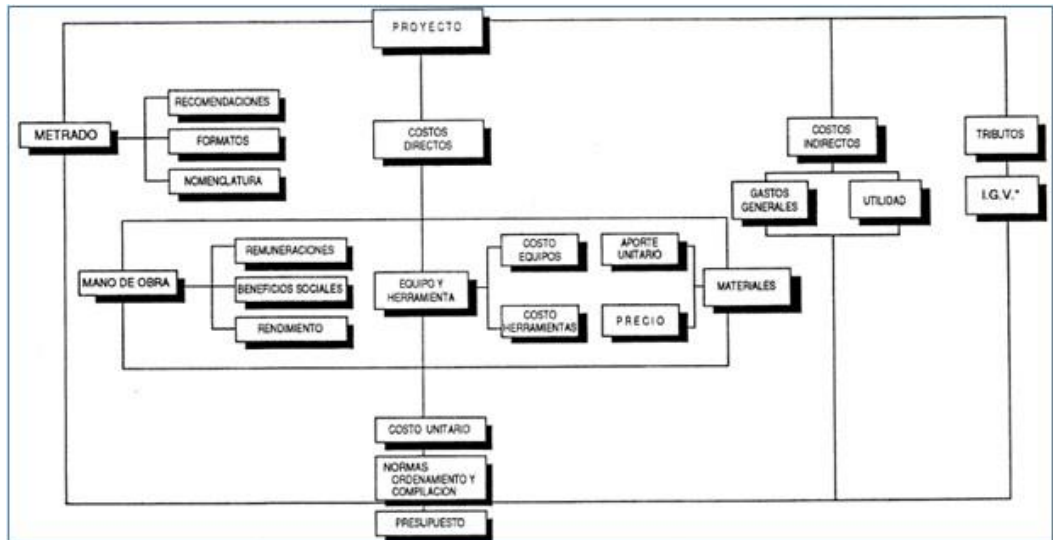 PROYECTO
METRADO
RECOMENDACIONES
FORMATOS
NOMENCLATURA
COSTOS
DIRECTOS
COSTOS
INDIRECTOS
GASTOS
GENERALES
UTILIDAD
TRIBUTOS
I.G.V.*
MANO DE OBRA
REMUNERACIONES
BENEFICIOS SOCIALES
RENDIMIENTO
EQUIPO Y
HERRAMIENTA
COSTO
EQUIPOS
COSTO
HERRAMIENTAS
APORTE
UNITARIO
PRECIO
MATERIALES
COSTO UNITARIO
NORMAS
ORDENAMIENTO Y
COMPILACION
PRESUPUESTO